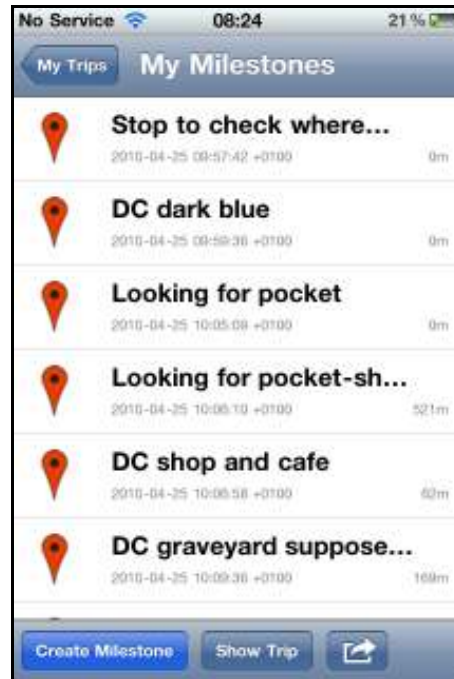 No Service 08:24 21 %
My Trips My Milestones
Stop to check where...
2010-04-25 09:57:42 +0100 0m
DC dark blue
2010-04-25 09:59:36 +0100 0m
Looking for pocket
2010-04-25 10:05:09 +0100 0m
Looking for pocket-sh...
2010-04-25 10:06:10 +0100 521m
DC shop and cafe
2010-04-25 10:06:58 +0100 62m
DC graveyard suppose...
2010-04-25 10:09:36 +0100 169m
Create Milestone Show Trip